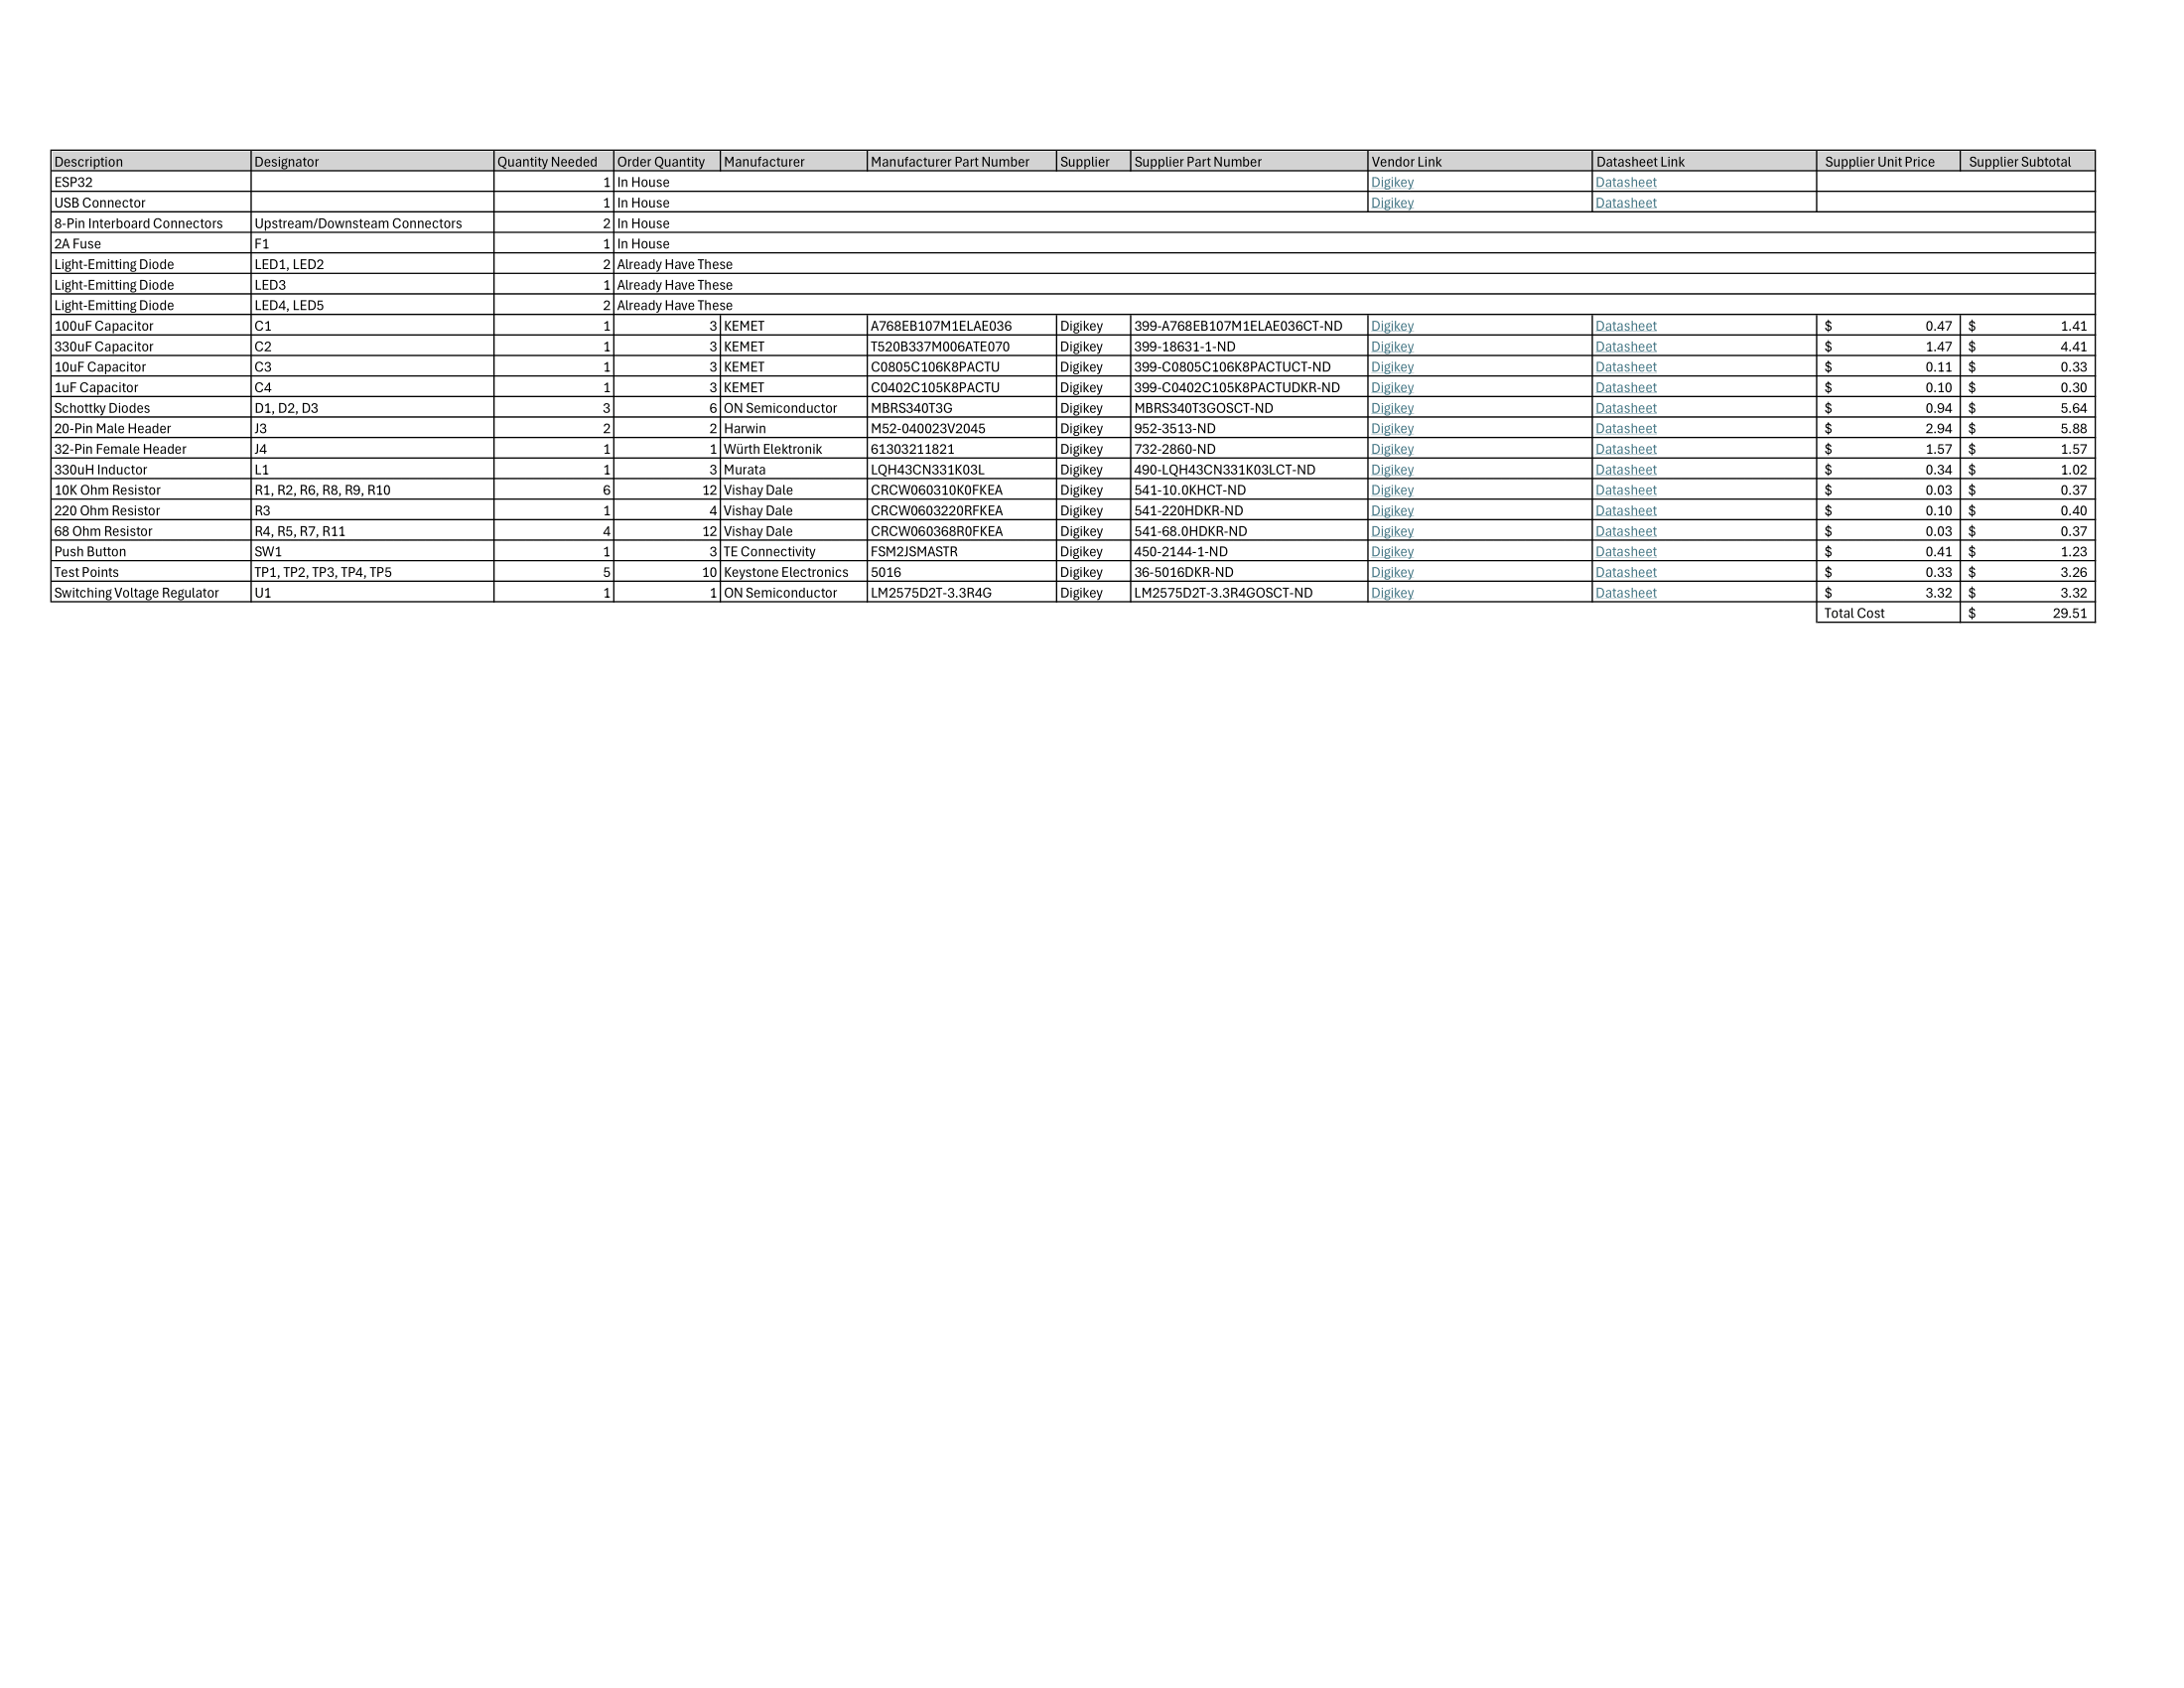 Description Designator Quantity Needed Order Quantity Manufacturer Manufacturer Part Number Supplier Supplier Part Number Vendor Link Datasheet Link Supplier Unit Price Supplier Subtotal
ESP32 1 In House Digikey Datasheet
USB Connector 1 In House Digikey Datasheet
8-Pin Interboard Connectors Upstream/Downsteam Connectors 2 In House
2A Fuse F1 1 In House
Light-Emitting Diode LED1, LED2 2 Already Have These
Light-Emitting Diode LED3 1 Already Have These
Light-Emitting Diode LED4, LED5 2 Already Have These
100uF Capacitor C1 1 3 KEMET A768EB107M1ELAE036 Digikey 399-A768EB107M1ELAE036CT-ND Digikey Datasheet $ 0.47 $ 1.41
330uF Capacitor C2 1 3 KEMET T520B337M006ATE070 Digikey 399-18631-1-ND Digikey Datasheet $ 1.47 $ 4.41
10uF Capacitor C3 1 3 KEMET C0805C106K8PACTU Digikey 399-C0805C106K8PACTUCT-ND Digikey Datasheet $ 0.11 $ 0.33
1uF Capacitor C4 1 3 KEMET C0402C105K8PACTU Digikey 399-C0402C105K8PACTUDKR-ND Digikey Datasheet $ 0.10 $ 0.30
Schottky Diodes D1, D2, D3 3 6 ON Semiconductor MBRS340T3G Digikey MBRS340T3GOSCT-ND Digikey Datasheet $ 0.94 $ 5.64
20-Pin Male Header J3 2 2 Harwin M52-040023V2045 Digikey 952-3513-ND Digikey Datasheet $ 2.94 $ 5.88
32-Pin Female Header J4 1 1 Würth Elektronik 61303211821 Digikey 732-2860-ND Digikey Datasheet $ 1.57 $ 1.57
330uH Inductor L1 1 3 Murata LQH43CN331K03L Digikey 490-LQH43CN331K03LCT-ND Digikey Datasheet $ 0.34 $ 1.02
10K Ohm Resistor R1, R2, R6, R8, R9, R10 6 12 Vishay Dale CRCW060310K0FKEA Digikey 541-10.0KHCT-ND Digikey Datasheet $ 0.03 $ 0.37
220 Ohm Resistor R3 1 4 Vishay Dale CRCW0603220RFKEA Digikey 541-220HDKR-ND Digikey Datasheet $ 0.10 $ 0.40
68 Ohm Resistor R4, R5, R7, R11 4 12 Vishay Dale CRCW060368R0FKEA Digikey 541-68.0HDKR-ND Digikey Datasheet $ 0.03 $ 0.37
Push Button SW1 1 3 TE Connectivity FSM2JSMASTR Digikey 450-2144-1-ND Digikey Datasheet $ 0.41 $ 1.23
Test Points TP1, TP2, TP3, TP4, TP5 5 10 Keystone Electronics 5016 Digikey 36-5016DKR-ND Digikey Datasheet $ 0.33 $ 3.26
Switching Voltage Regulator U1 1 1 ON Semiconductor LM2575D2T-3.3R4G Digikey LM2575D2T-3.3R4GOSCT-ND Digikey Datasheet $ 3.32 $ 3.32
Total Cost $ 29.51